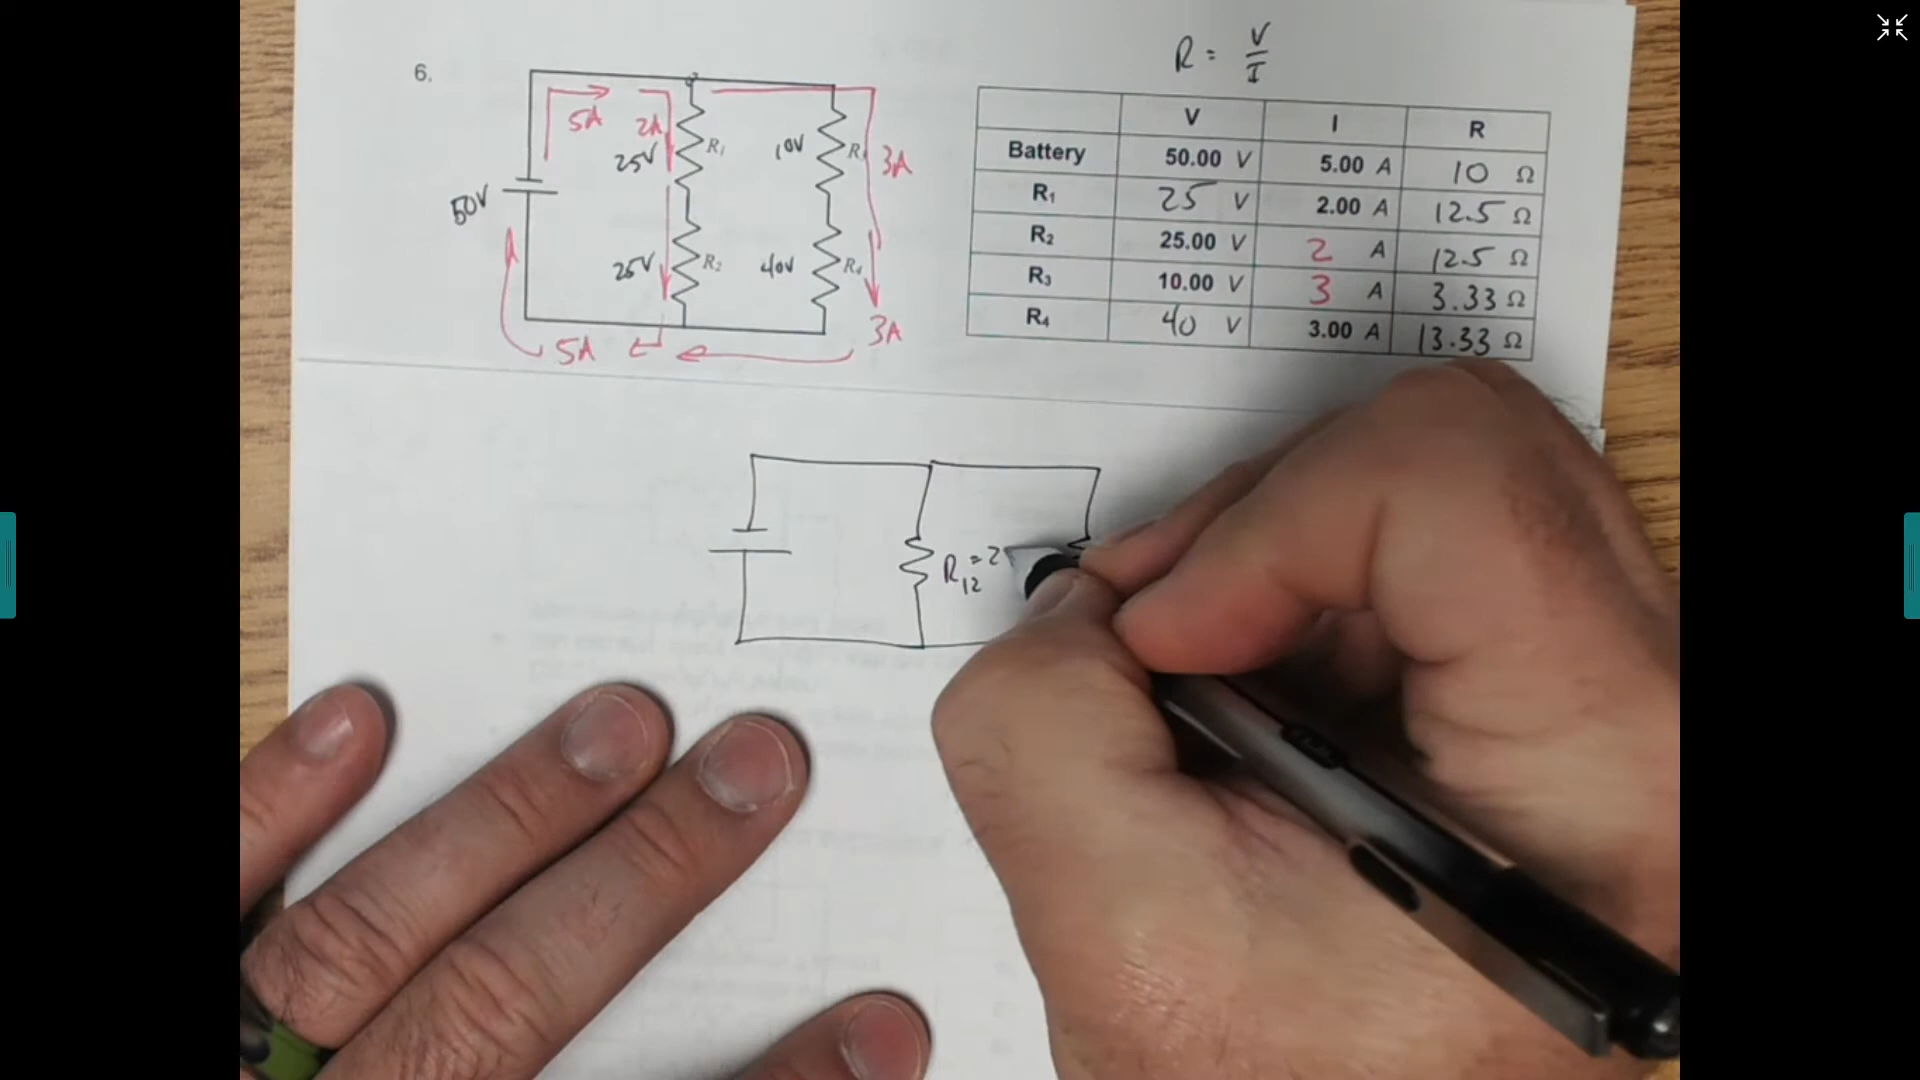 R = V/I
6.
5A
2A
25V
R₁
10V
R₃
3A
50V
25V
R₂
40V
R₄
5A
3A
V I R
Battery 50.00 V 5.00 A 10 Ω
R₁ 25 V 2.00 A 12.5 Ω
R₂ 25.00 V 2 A 12.5 Ω
R₃ 10.00 V 3 A 3.33 Ω
R₄ 40 V 3.00 A 13.33 Ω
R₁₂ = 2